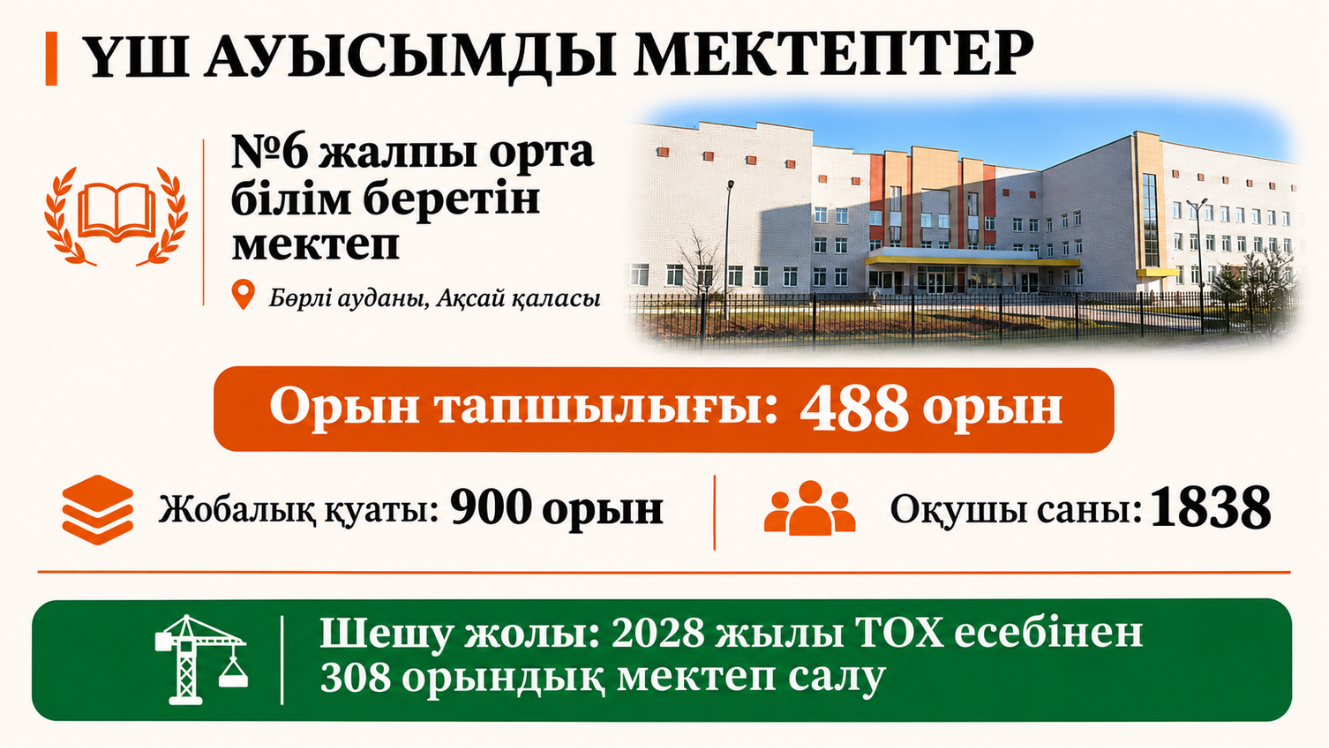 ҮШ АУЫСЫМДЫ МЕКТЕПТЕР
№6 жалпы орта
білім беретін
мектеп
Бөрлі ауданы, Ақсай қаласы
Орын тапшылығы: 488 орын
Жобалық қуаты: 900 орын
Оқушы саны: 1838
Шешу жолы: 2028 жылы ТОХ есебінен
308 орындық мектеп салу